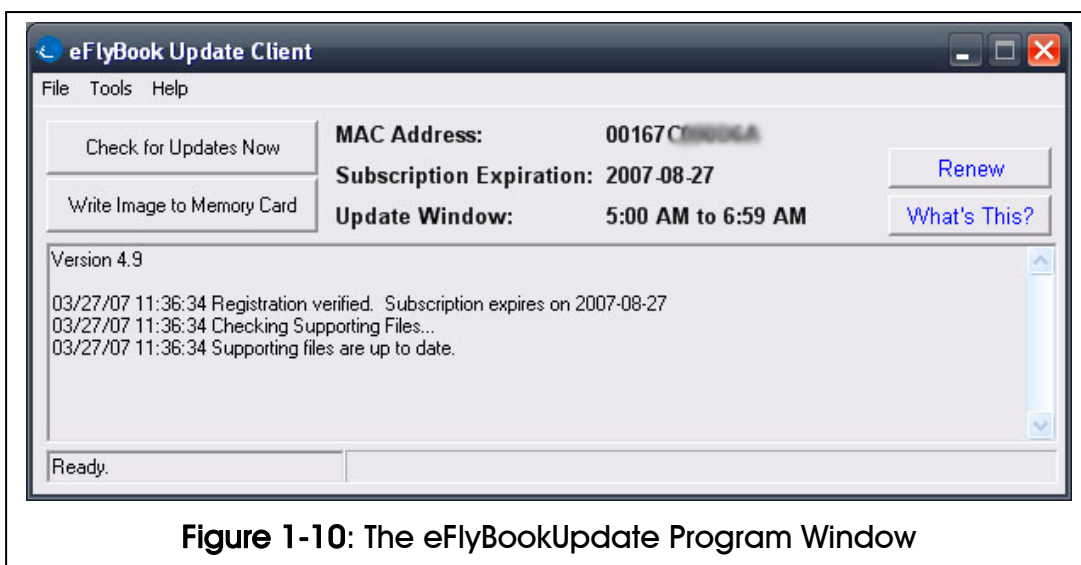 eFlyBook Update Client
File Tools Help
Check for Updates Now
Write Image to Memory Card
MAC Address: 00167C
Subscription Expiration: 2007-08-27
Update Window: 5:00 AM to 6:59 AM
Renew
What's This?
Version 4.9
03/27/07 11:36:34 Registration verified. Subscription expires on 2007-08-27
03/27/07 11:36:34 Checking Supporting Files...
03/27/07 11:36:34 Supporting files are up to date.
Ready.
Figure 1-10: The eFlyBookUpdate Program Window